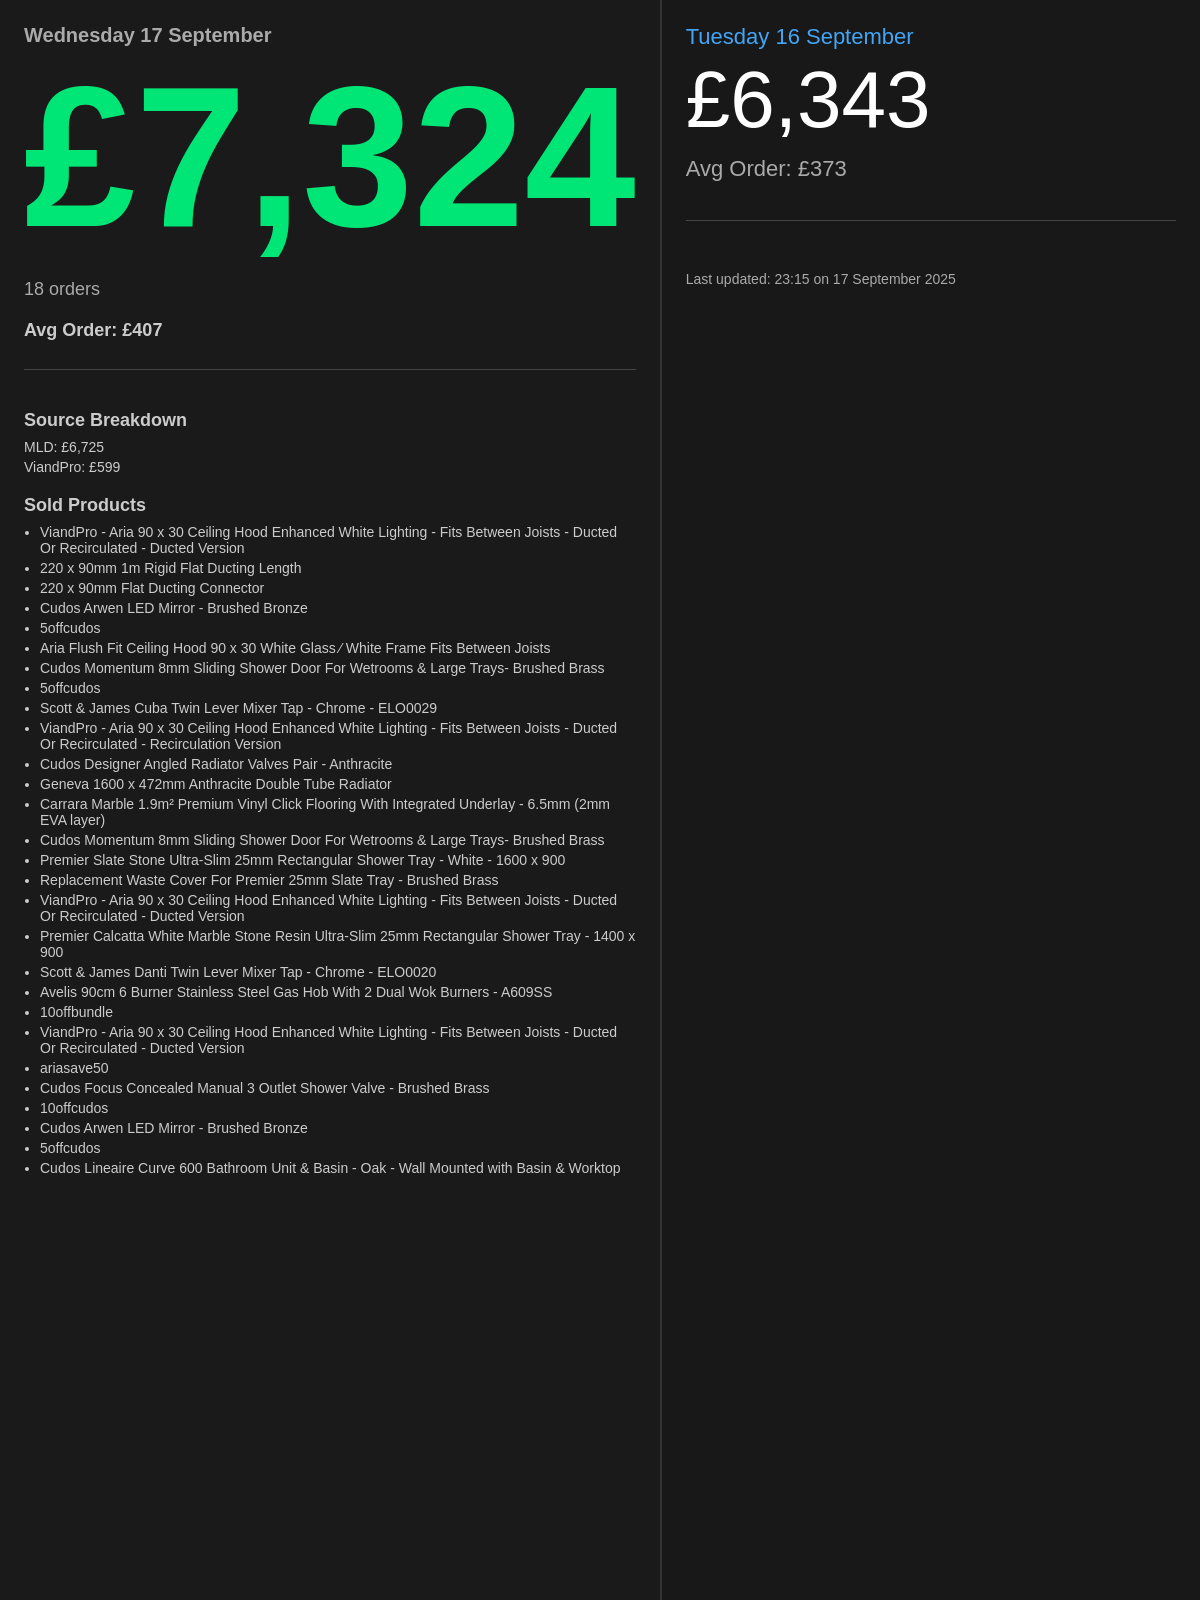 Wednesday 17 September
£7,324
18 orders
Avg Order: £407
Source Breakdown
MLD: £6,725
ViandPro: £599
Sold Products
• ViandPro - Aria 90 x 30 Ceiling Hood Enhanced White Lighting - Fits Between Joists - Ducted
Or Recirculated - Ducted Version
• 220 x 90mm 1m Rigid Flat Ducting Length
• 220 x 90mm Flat Ducting Connector
• Cudos Arwen LED Mirror - Brushed Bronze
• 5offcudos
• Aria Flush Fit Ceiling Hood 90 x 30 White Glass ⁄ White Frame Fits Between Joists
• Cudos Momentum 8mm Sliding Shower Door For Wetrooms & Large Trays- Brushed Brass
• 5offcudos
• Scott & James Cuba Twin Lever Mixer Tap - Chrome - ELO0029
• ViandPro - Aria 90 x 30 Ceiling Hood Enhanced White Lighting - Fits Between Joists - Ducted
Or Recirculated - Recirculation Version
• Cudos Designer Angled Radiator Valves Pair - Anthracite
• Geneva 1600 x 472mm Anthracite Double Tube Radiator
• Carrara Marble 1.9m² Premium Vinyl Click Flooring With Integrated Underlay - 6.5mm (2mm
EVA layer)
• Cudos Momentum 8mm Sliding Shower Door For Wetrooms & Large Trays- Brushed Brass
• Premier Slate Stone Ultra-Slim 25mm Rectangular Shower Tray - White - 1600 x 900
• Replacement Waste Cover For Premier 25mm Slate Tray - Brushed Brass
• ViandPro - Aria 90 x 30 Ceiling Hood Enhanced White Lighting - Fits Between Joists - Ducted
Or Recirculated - Ducted Version
• Premier Calcatta White Marble Stone Resin Ultra-Slim 25mm Rectangular Shower Tray - 1400 x
900
• Scott & James Danti Twin Lever Mixer Tap - Chrome - ELO0020
• Avelis 90cm 6 Burner Stainless Steel Gas Hob With 2 Dual Wok Burners - A609SS
• 10offbundle
• ViandPro - Aria 90 x 30 Ceiling Hood Enhanced White Lighting - Fits Between Joists - Ducted
Or Recirculated - Ducted Version
• ariasave50
• Cudos Focus Concealed Manual 3 Outlet Shower Valve - Brushed Brass
• 10offcudos
• Cudos Arwen LED Mirror - Brushed Bronze
• 5offcudos
• Cudos Lineaire Curve 600 Bathroom Unit & Basin - Oak - Wall Mounted with Basin & Worktop
Tuesday 16 September
£6,343
Avg Order: £373
Last updated: 23:15 on 17 September 2025